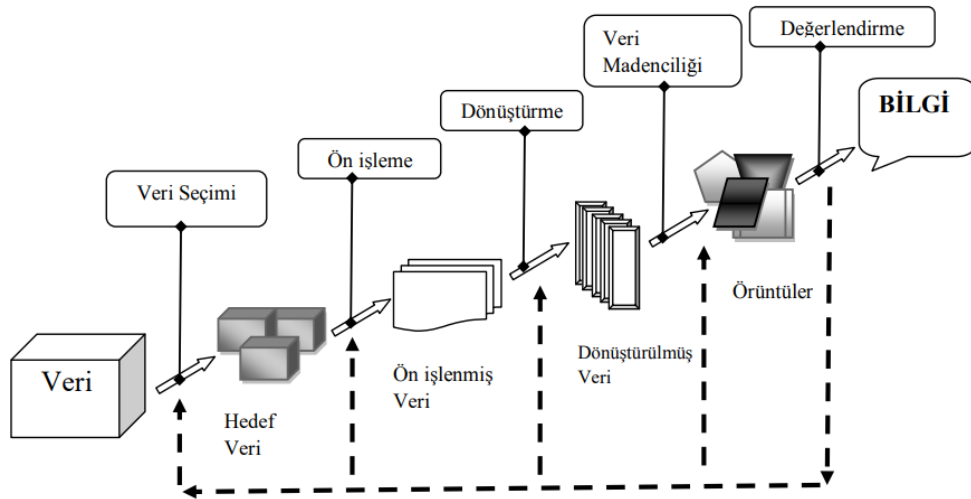 Değerlendirme
Veri
Madenciliği
BİLGİ
Dönüştürme
Ön işleme
Veri Seçimi
Örüntüler
Dönüştürülmüş
Veri
Ön işlenmiş
Veri
Veri
Hedef
Veri